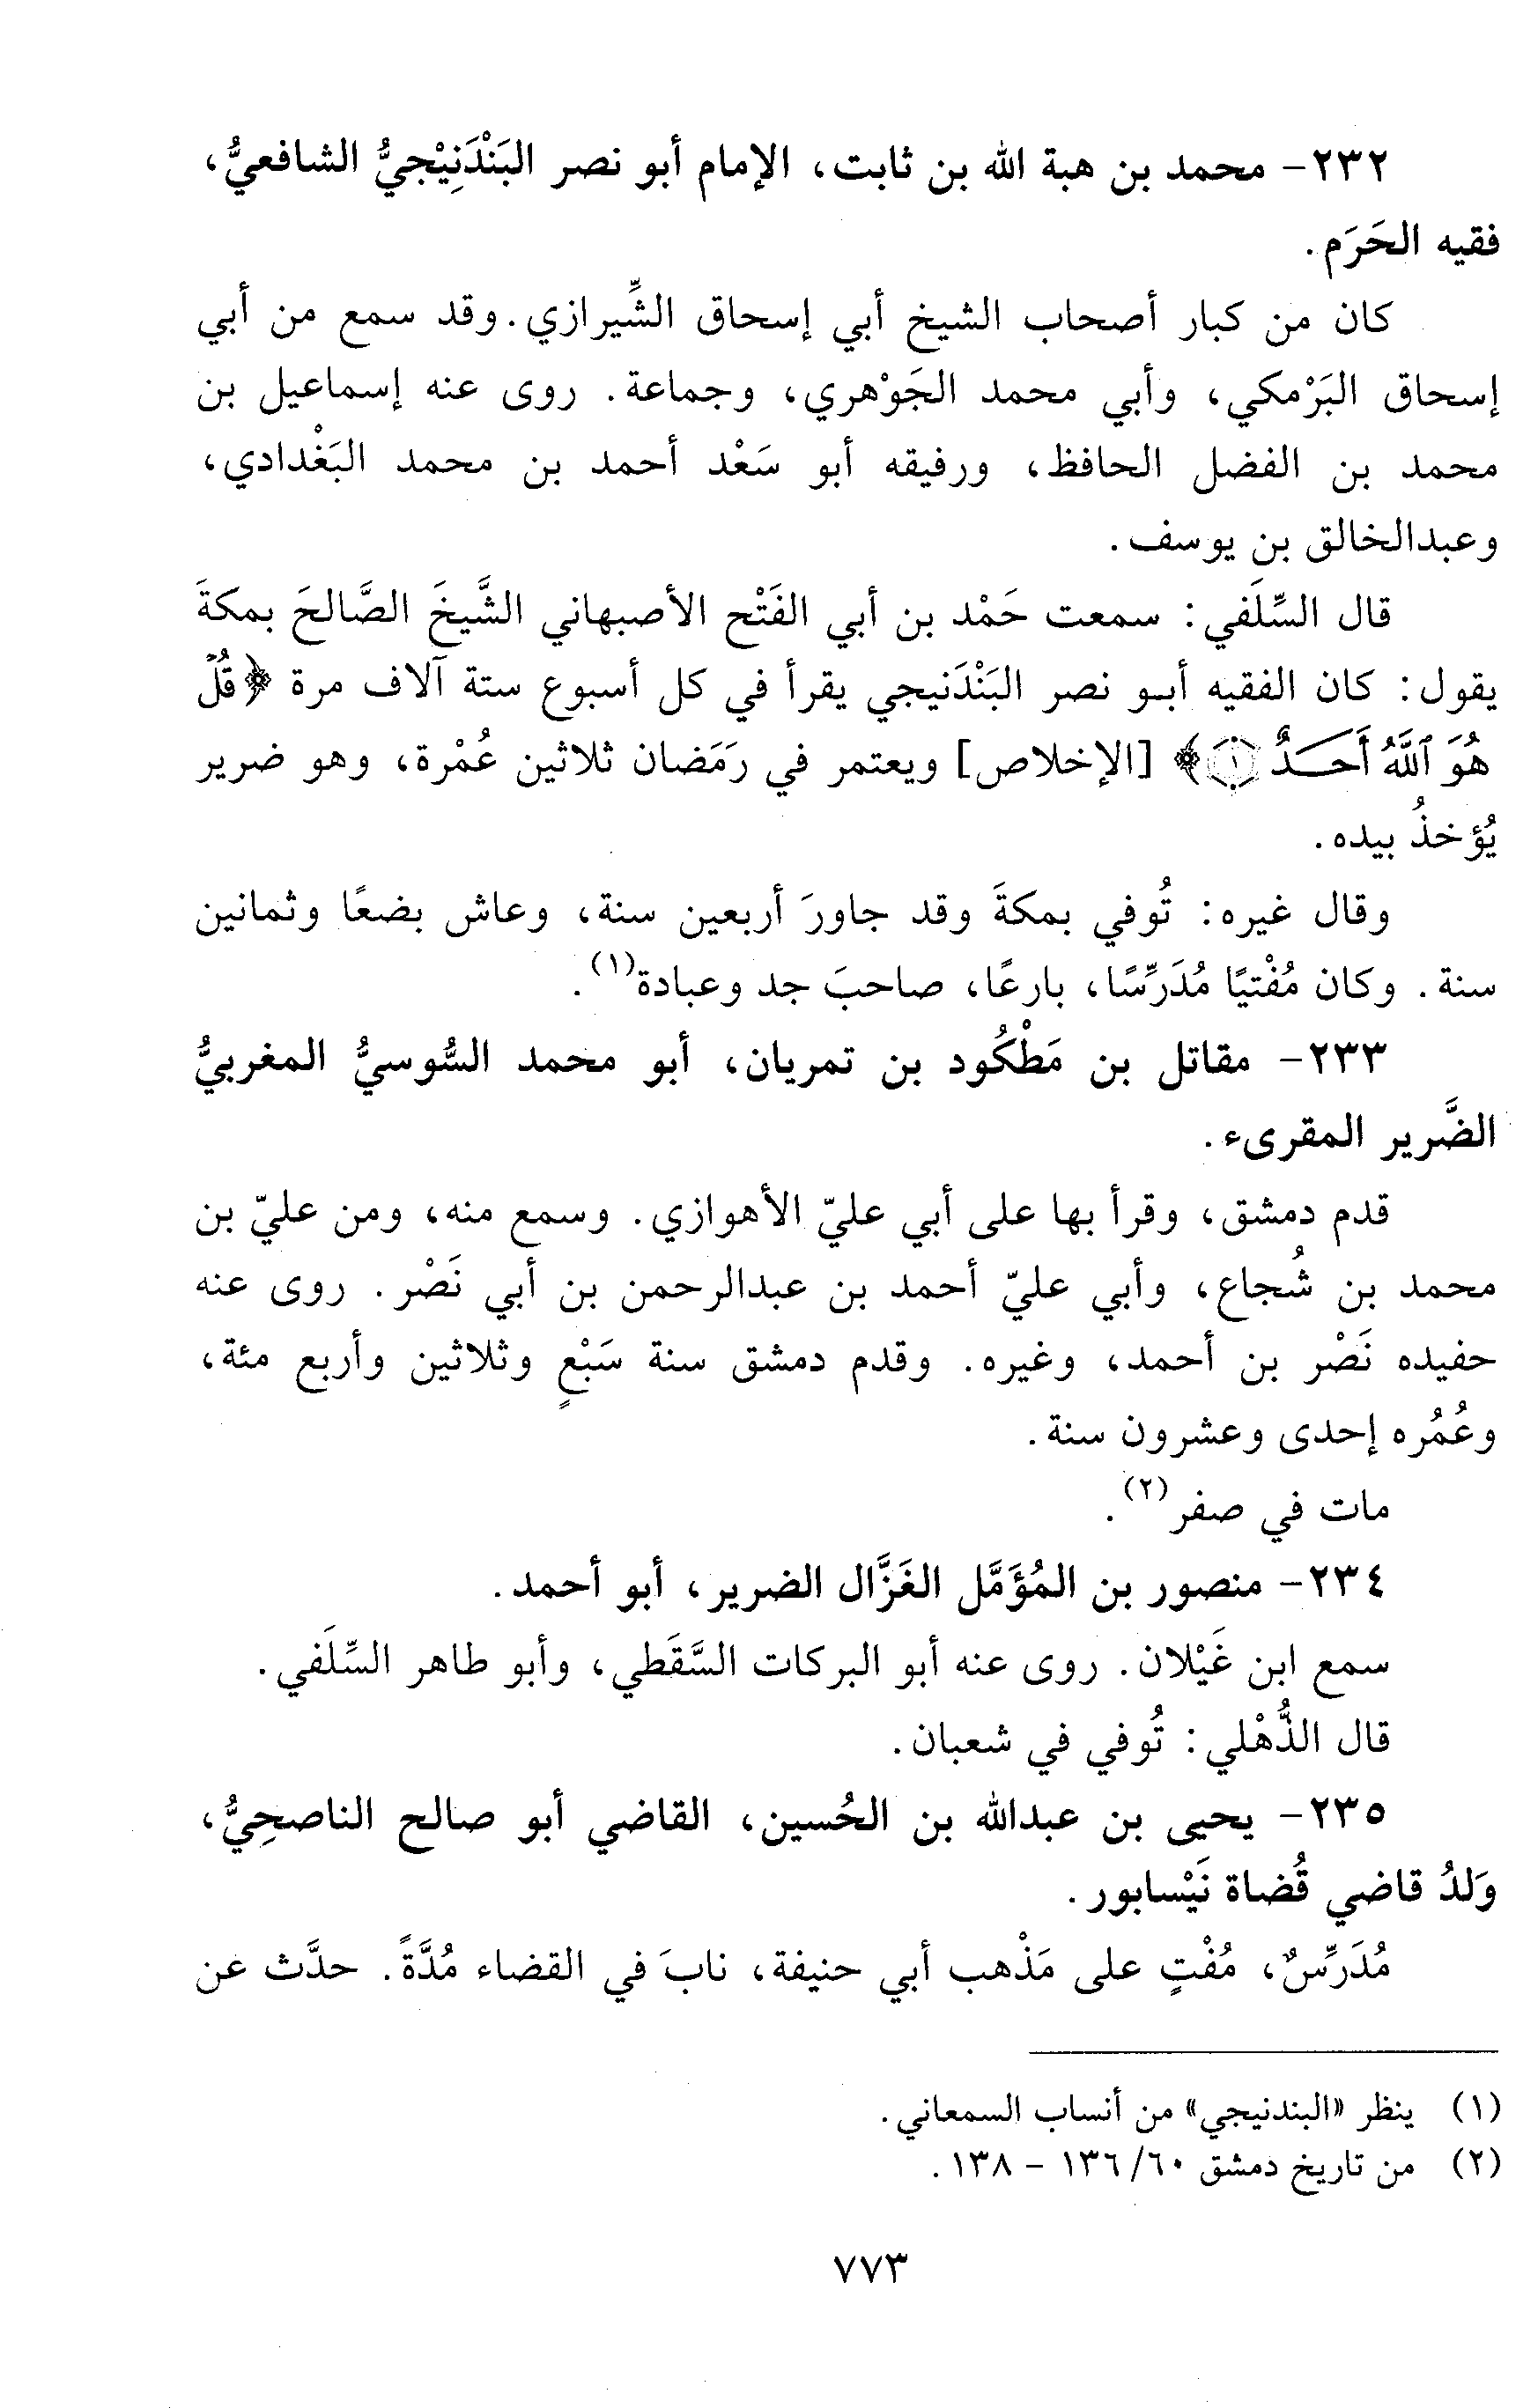 ٢٣٢- محمد بن هبة الله بن ثابت، الإمام أبو نصر البَنْدَنِيْجيُّ الشافعيُّ،
فقيه الحَرَم.
كان من كبار أصحاب الشيخ أبي إسحاق الشِّيرازي. وقد سمع من أبي
إسحاق البَرْمكي، وأبي محمد الجَوْهري، وجماعة. روى عنه إسماعيل بن
محمد بن الفضل الحافظ، ورفيقه أبو سَعْد أحمد بن محمد البَغْدادي،
وعبدالخالق بن يوسف.
قال السِّلَفي: سمعت حَمْد بن أبي الفَتْح الأصبهاني الشَّيخَ الصَّالحَ بمكةَ
يقول: كان الفقيه أبو نصر البَنْدَنيجي يقرأ في كل أسبوع ستة آلاف مرة ﴿قُلْ
هُوَ ٱللَّهُ أَحَدٌ ١﴾ [الإخلاص] ويعتمر في رَمَضان ثلاثين عُمْرة، وهو ضرير
يُؤخذُ بيده.
وقال غيره: تُوفي بمكةَ وقد جاورَ أربعين سنة، وعاش بضعًا وثمانين
سنة. وكان مُفْتيًا مُدَرِّسًا، بارعًا، صاحبَ جد وعبادة(١).
٢٣٣- مقاتل بن مَطْكُود بن تمريان، أبو محمد السُّوسيُّ المغربيُّ
الضَّرير المقرىء.
قدم دمشق، وقرأ بها على أبي عليّ الأهوازي. وسمع منه، ومن عليّ بن
محمد بن شُجاع، وأبي عليّ أحمد بن عبدالرحمن بن أبي نَصْر. روى عنه
حفيده نَصْر بن أحمد، وغيره. وقدم دمشق سنة سَبْعٍ وثلاثين وأربع مئة،
وعُمُره إحدى وعشرون سنة.
مات في صفر(٢).
٢٣٤- منصور بن المُؤَمَّل الغَزَّال الضرير، أبو أحمد.
سمع ابن غَيْلان. روى عنه أبو البركات السَّقَطي، وأبو طاهر السِّلَفي.
قال الذُّهْلي: تُوفي في شعبان.
٢٣٥- يحيى بن عبدالله بن الحُسين، القاضي أبو صالح الناصحِيُّ،
وَلدُ قاضي قُضاة نَيْسابور.
مُدَرِّسٌ، مُفْتٍ على مَذْهب أبي حنيفة، نابَ في القضاء مُدَّةً. حدَّث عن
(١) ينظر «البندنيجي» من أنساب السمعاني.
(٢) من تاريخ دمشق ٦٠/ ١٣٦ - ١٣٨.
٧٧٣